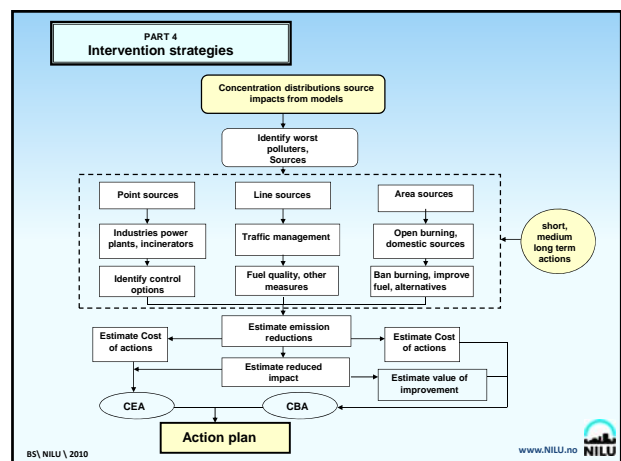 PART 4
Intervention strategies
Concentration distributions source
impacts from models
Identify worst
polluters,
Sources
Point sources
Line sources
Area sources
Industries power
plants, incinerators
Traffic management
Open burning,
domestic sources
short,
medium
long term
actions
Identify control
options
Fuel quality, other
measures
Ban burning, improve
fuel, alternatives
Estimate emission
reductions
Estimate Cost
of actions
Estimate Cost
of actions
Estimate reduced
impact
Estimate value of
improvement
CEA
CBA
Action plan
BS\ NILU \ 2010
www.NILU.no
NILU